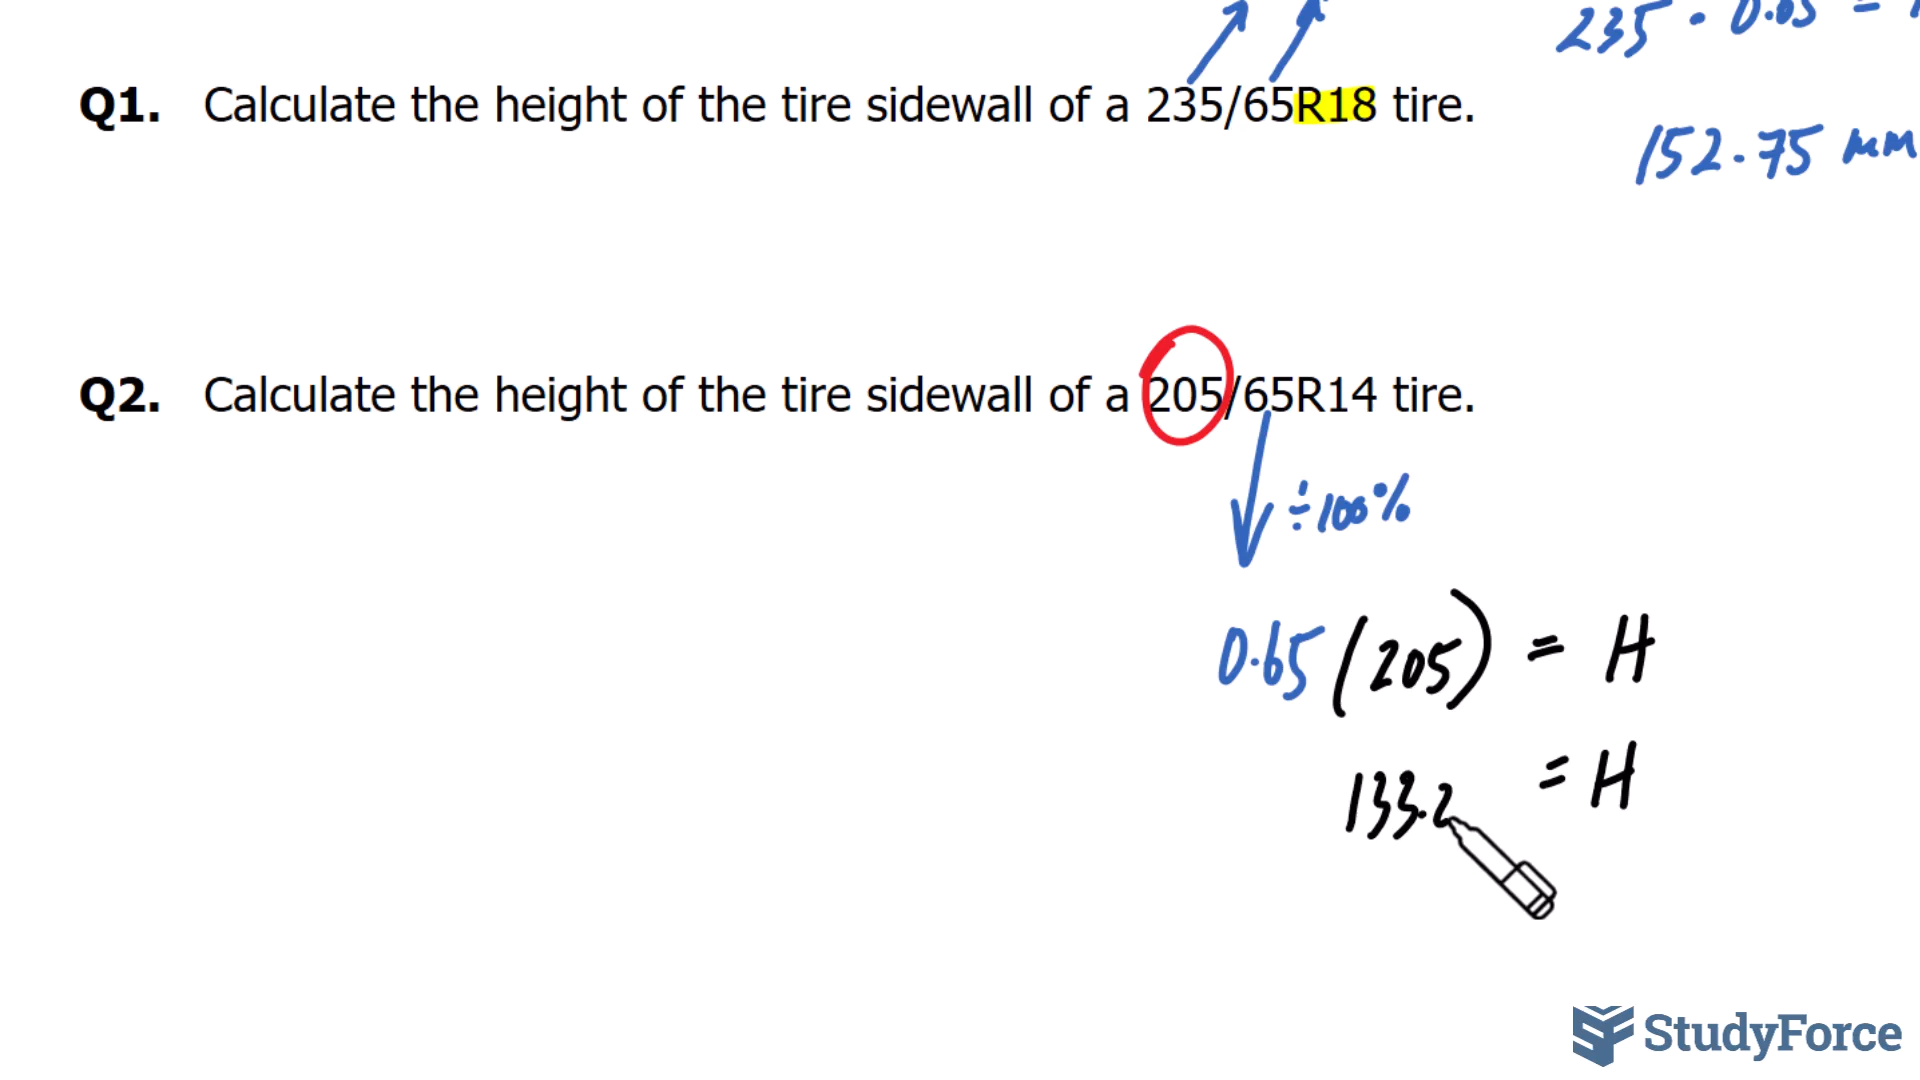 235 · 0.65 =
Q1. Calculate the height of the tire sidewall of a 235/65R18 tire.
152.75 mm
Q2. Calculate the height of the tire sidewall of a 205/65R14 tire.
÷100%
0.65 (205) = H
133.2 = H
StudyForce